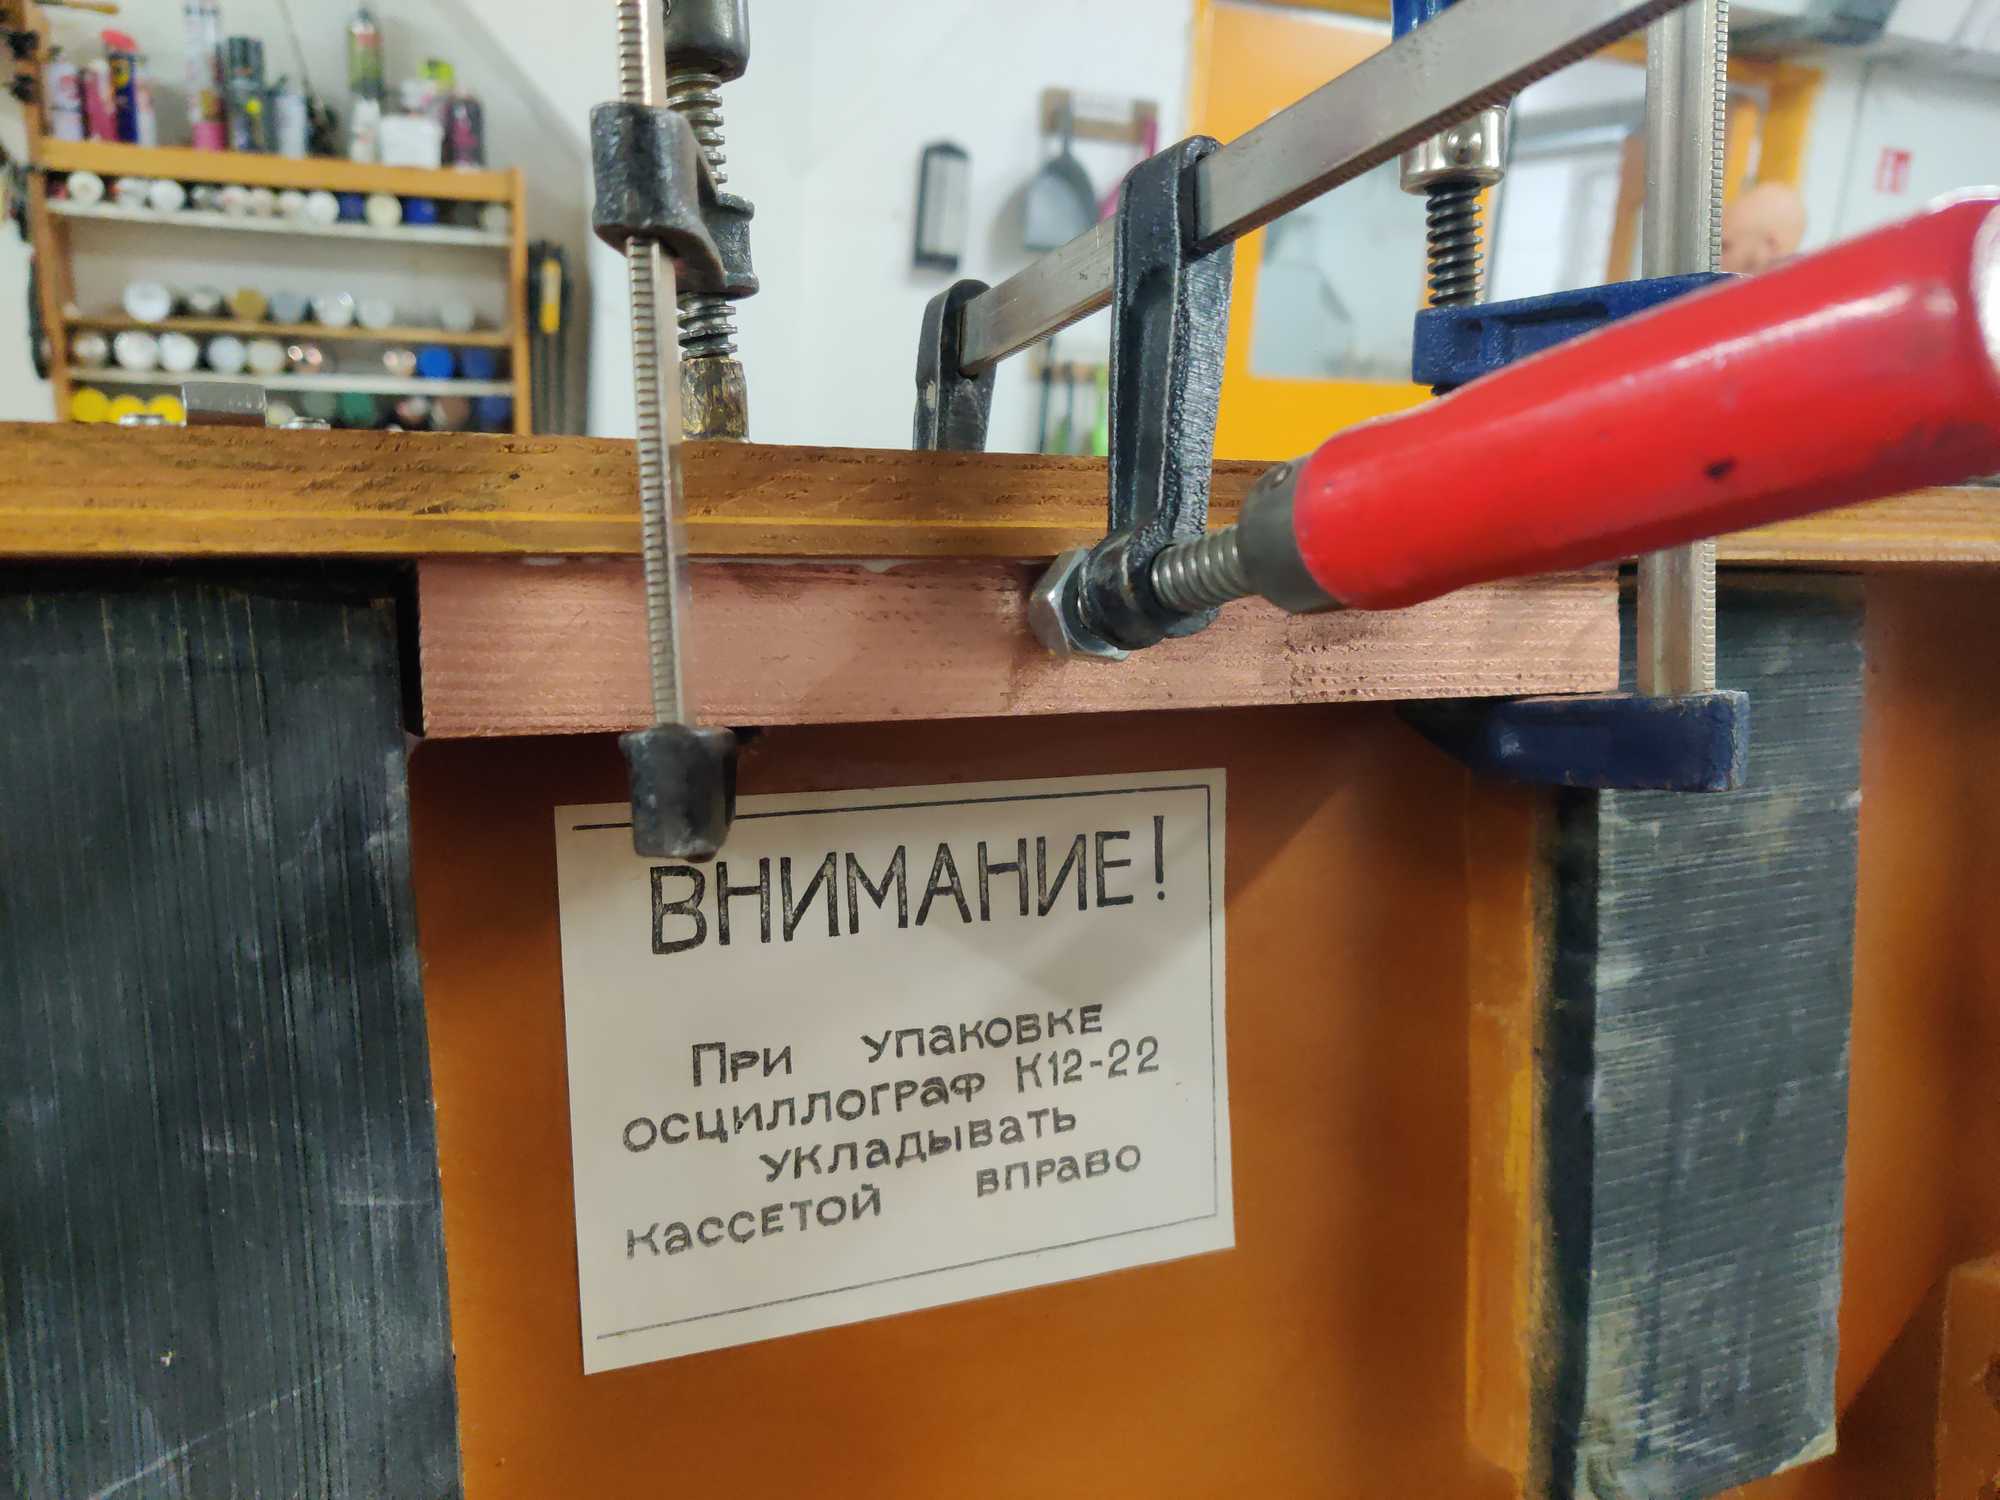 ВНИМАНИЕ!
При упаковке
осциллограф К12-22
укладывать
кассетой вправо